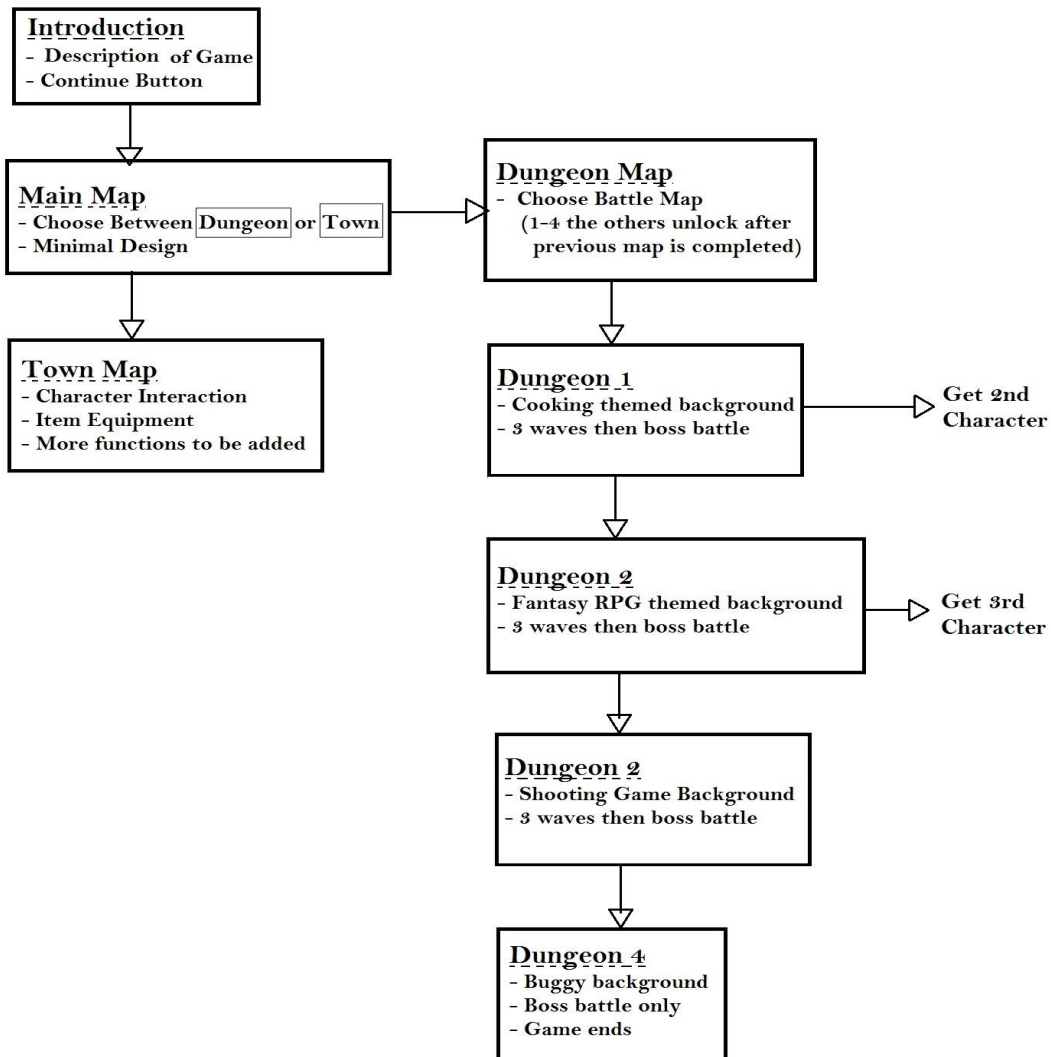 Introduction
- Description of Game
- Continue Button
Main Map
- Choose Between Dungeon or Town
- Minimal Design
Town Map
- Character Interaction
- Item Equipment
- More functions to be added
Dungeon Map
- Choose Battle Map
(1-4 the others unlock after
previous map is completed)
Dungeon 1
- Cooking themed background
- 3 waves then boss battle
Get 2nd
Character
Dungeon 2
- Fantasy RPG themed background
- 3 waves then boss battle
Get 3rd
Character
Dungeon 2
- Shooting Game Background
- 3 waves then boss battle
Dungeon 4
- Buggy background
- Boss battle only
- Game ends